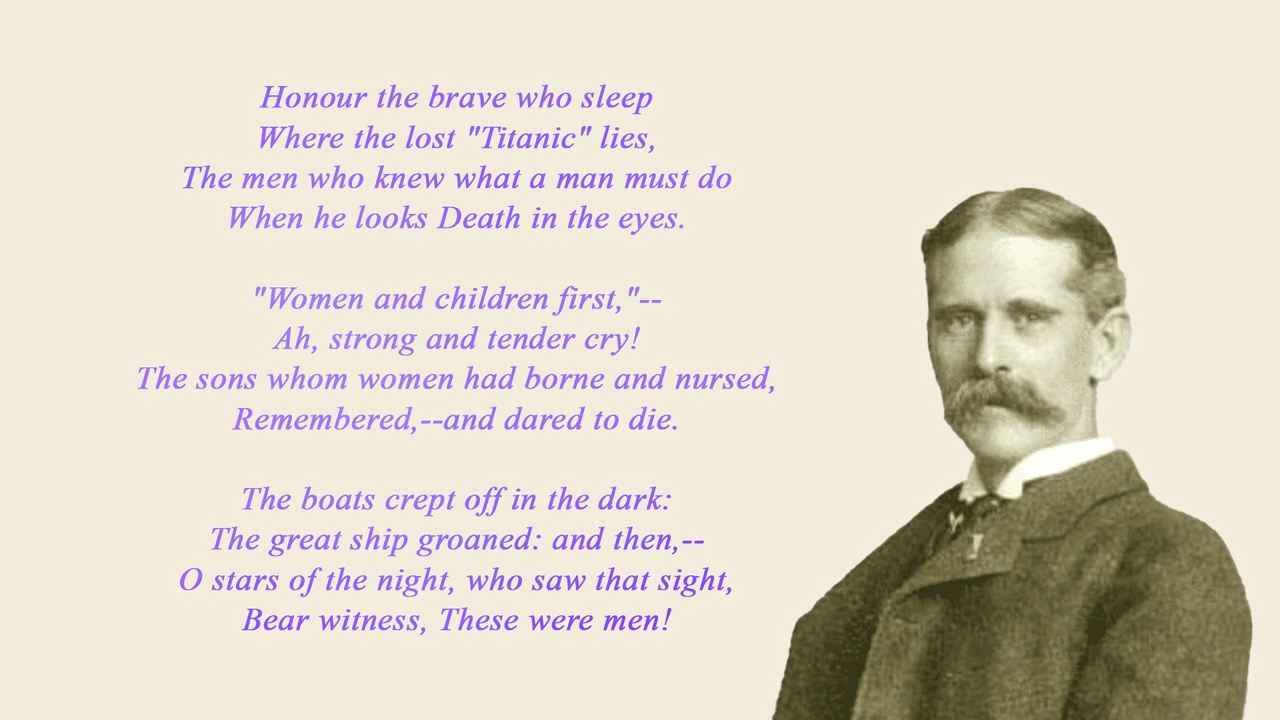 Honour the brave who sleep
Where the lost "Titanic" lies,
The men who knew what a man must do
When he looks Death in the eyes.
"Women and children first,"--
Ah, strong and tender cry!
The sons whom women had borne and nursed,
Remembered,--and dared to die.
The boats crept off in the dark:
The great ship groaned: and then,--
O stars of the night, who saw that sight,
Bear witness, These were men!